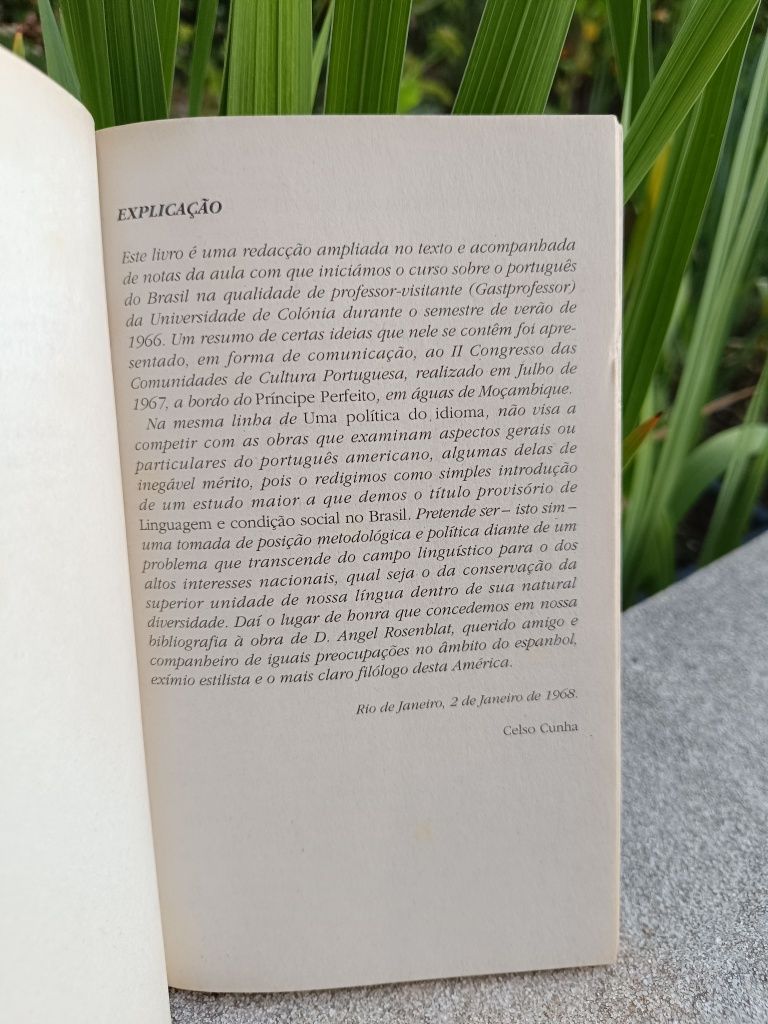 EXPLICAÇÃO
Este livro é uma redacção ampliada no texto e acompanhada
de notas da aula com que iniciámos o curso sobre o português
do Brasil na qualidade de professor-visitante (Gastprofessor)
da Universidade de Colónia durante o semestre de verão de
1966. Um resumo de certas ideias que nele se contêm foi apre-
sentado, em forma de comunicação, ao II Congresso das
Comunidades de Cultura Portuguesa, realizado em Julho de
1967, a bordo do Príncipe Perfeito, em águas de Moçambique.
Na mesma linha de Uma política do idioma, não visa a
competir com as obras que examinam aspectos gerais ou
particulares do português americano, algumas delas de
inegável mérito, pois o redigimos como simples introdução
de um estudo maior a que demos o título provisório de
Linguagem e condição social no Brasil. Pretende ser – isto sim –
uma tomada de posição metodológica e política diante de um
problema que transcende do campo linguístico para o dos
altos interesses nacionais, qual seja o da conservação da
superior unidade de nossa língua dentro de sua natural
diversidade. Daí o lugar de honra que concedemos em nossa
bibliografia à obra de D. Angel Rosenblat, querido amigo e
companheiro de iguais preocupações no âmbito do espanhol,
exímio estilista e o mais claro filólogo desta América.
Rio de Janeiro, 2 de Janeiro de 1968.
Celso Cunha